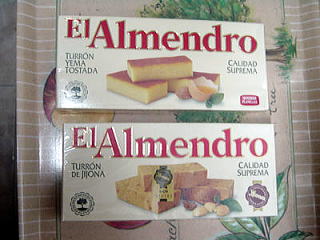 El Almendro
TURRÓN
YEMA
TOSTADA
CALIDAD
SUPREMA
El Almendro
TURRÓN
DE JIJONA
CALIDAD
SUPREMA